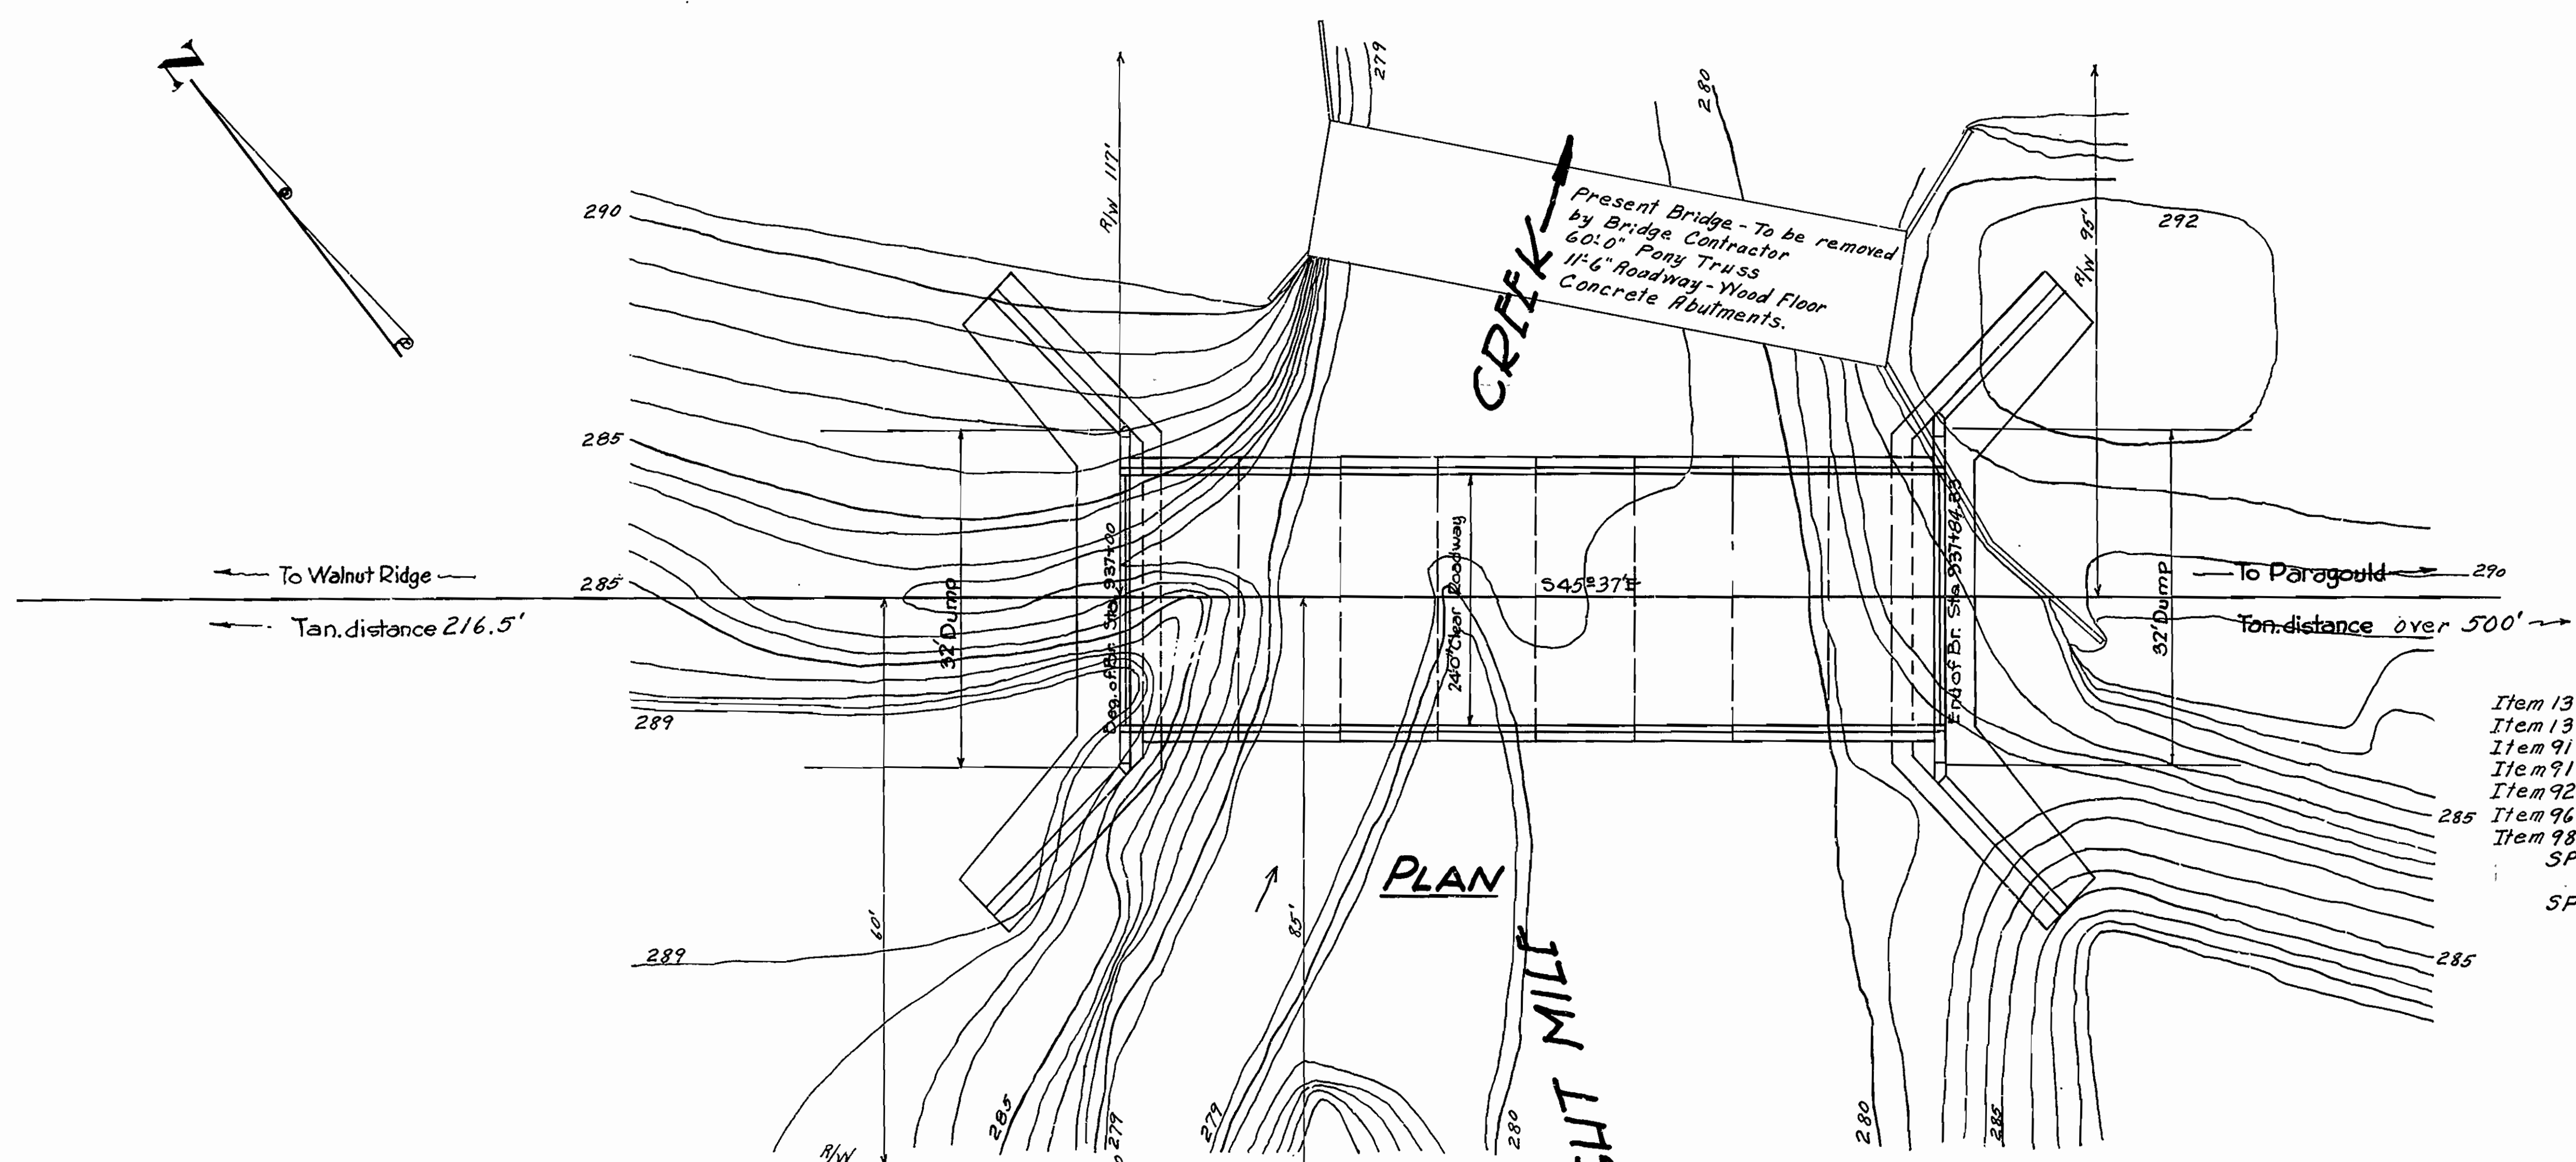 N
279
280
R/W 117'
R/W 95'
290
292
Present Bridge - To be removed
by Bridge Contractor
60'-0" Pony Truss
11'-6" Roadway - Wood Floor
Concrete Abutments.
CREEK
285
285
To Walnut Ridge
Tan. distance 216.5'
32' Dump
Beg. of Br. Sta. 937+00
24'-0" Clear Roadway
S45°37'E
End of Br. Sta. 937+84.33
32' Dump
To Paragould
290
Tan. distance over 500'
289
Item 13
Item 13
Item 91
Item 91
Item 92
285 Item 96
Item 98
SP
SP
PLAN
60'
85'
289
285
MILE
285
279
279
280
280
285
R/W